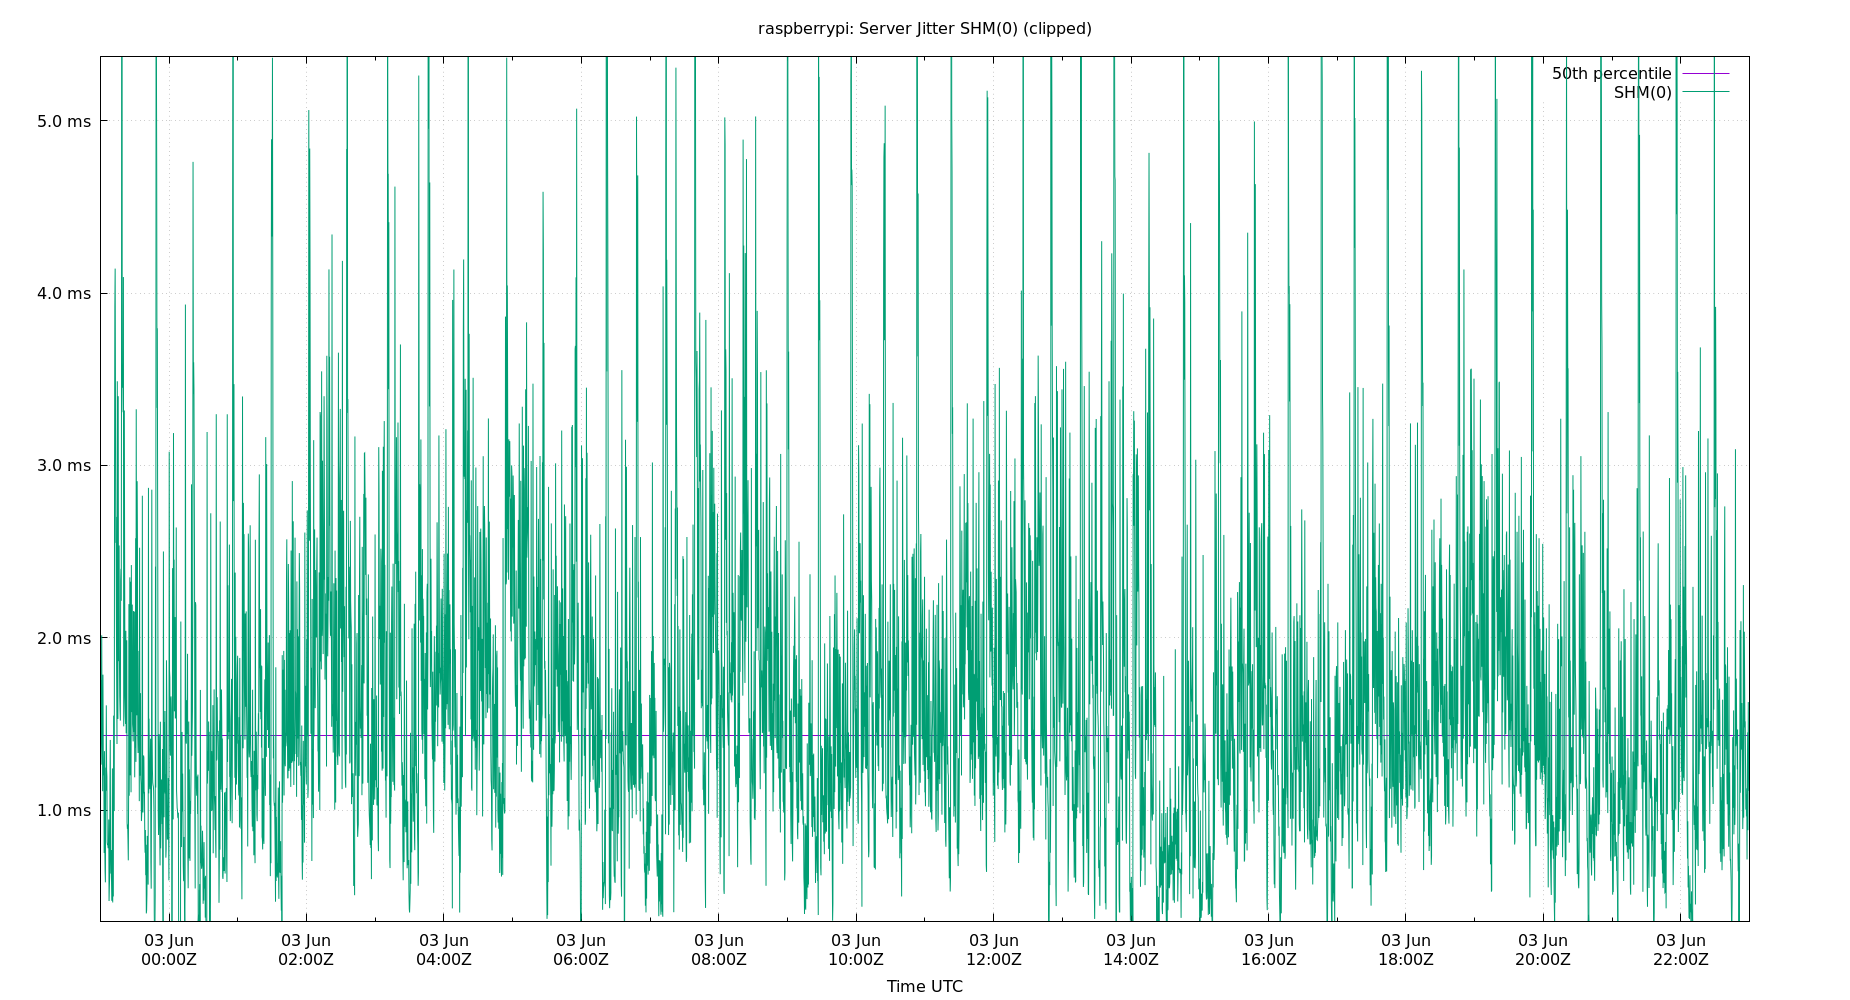 raspberrypi: Server Jitter SHM(0) (clipped)
50th percentile
SHM(0)
5.0 ms
4.0 ms
3.0 ms
2.0 ms
1.0 ms
03 Jun 03 Jun 03 Jun 03 Jun 03 Jun 03 Jun 03 Jun 03 Jun 03 Jun 03 Jun 03 Jun 03 Jun
00:00Z 02:00Z 04:00Z 06:00Z 08:00Z 10:00Z 12:00Z 14:00Z 16:00Z 18:00Z 20:00Z 22:00Z
Time UTC